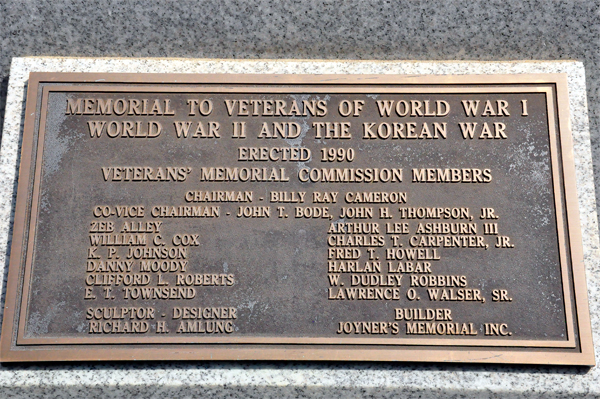 MEMORIAL TO VETERANS OF WORLD WAR I
WORLD WAR II AND THE KOREAN WAR
ERECTED 1990
VETERANS' MEMORIAL COMMISSION MEMBERS
CHAIRMAN - BILLY RAY CAMERON
CO-VICE CHAIRMAN - JOHN T. BODE, JOHN H. THOMPSON, JR.
ZEB ALLEY
WILLIAM C. COX
K. P. JOHNSON
DANNY MOODY
CLIFFORD L. ROBERTS
E. T. TOWNSEND
ARTHUR LEE ASHBURN III
CHARLES T. CARPENTER, JR.
FRED T. HOWELL
HARLAN LABAR
W. DUDLEY ROBBINS
LAWRENCE O. WALSER, SR.
SCULPTOR - DESIGNER
RICHARD H. AMLUNG
BUILDER
JOYNER'S MEMORIAL INC.